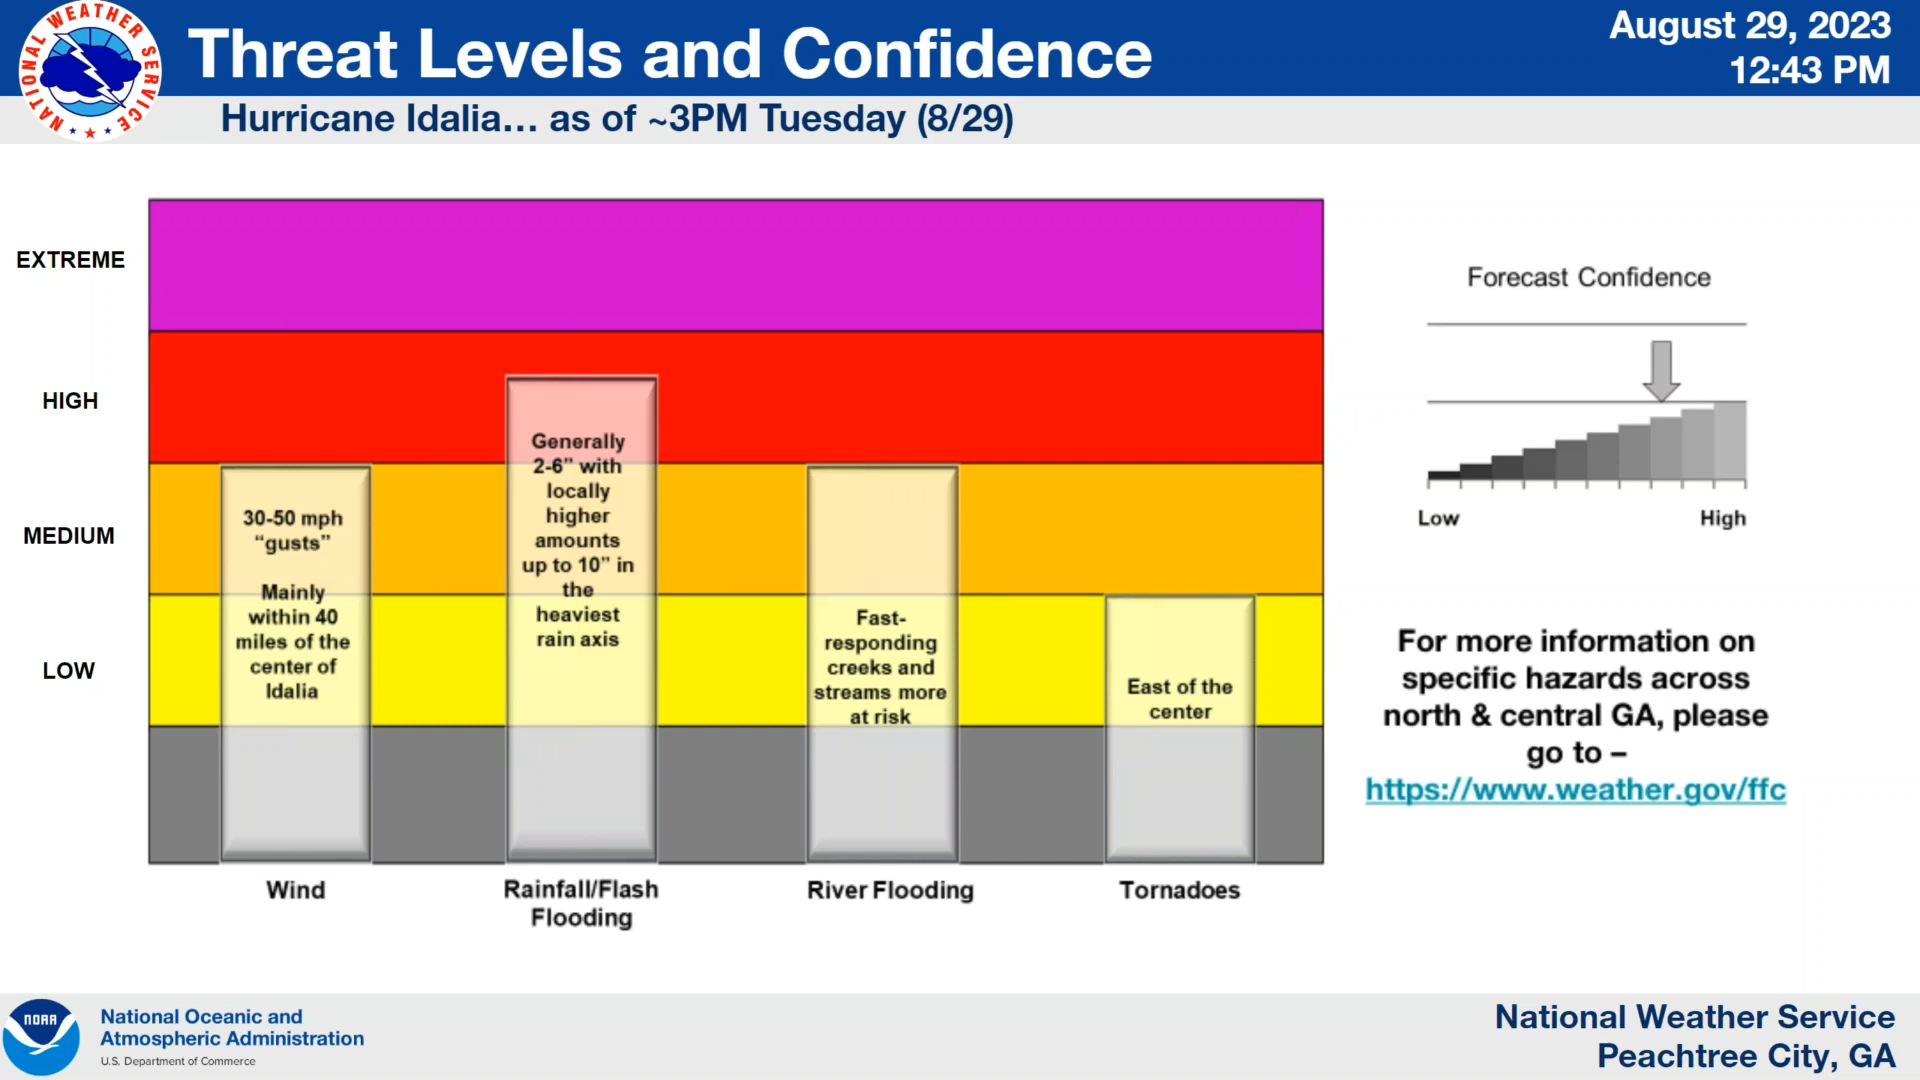 NATIONAL WEATHER SERVICE
Threat Levels and Confidence
August 29, 2023
12:43 PM
Hurricane Idalia... as of ~3PM Tuesday (8/29)
EXTREME
HIGH
MEDIUM
LOW
30-50 mph
“gusts”
Mainly
within 40
miles of the
center of
Idalia
Generally
2-6” with
locally
higher
amounts
up to 10” in
the
heaviest
rain axis
Fast-
responding
creeks and
streams more
at risk
East of the
center
Wind
Rainfall/Flash
Flooding
River Flooding
Tornadoes
Forecast Confidence
Low
High
For more information on
specific hazards across
north & central GA, please
go to –
https://www.weather.gov/ffc
NOAA
National Oceanic and
Atmospheric Administration
U.S. Department of Commerce
National Weather Service
Peachtree City, GA